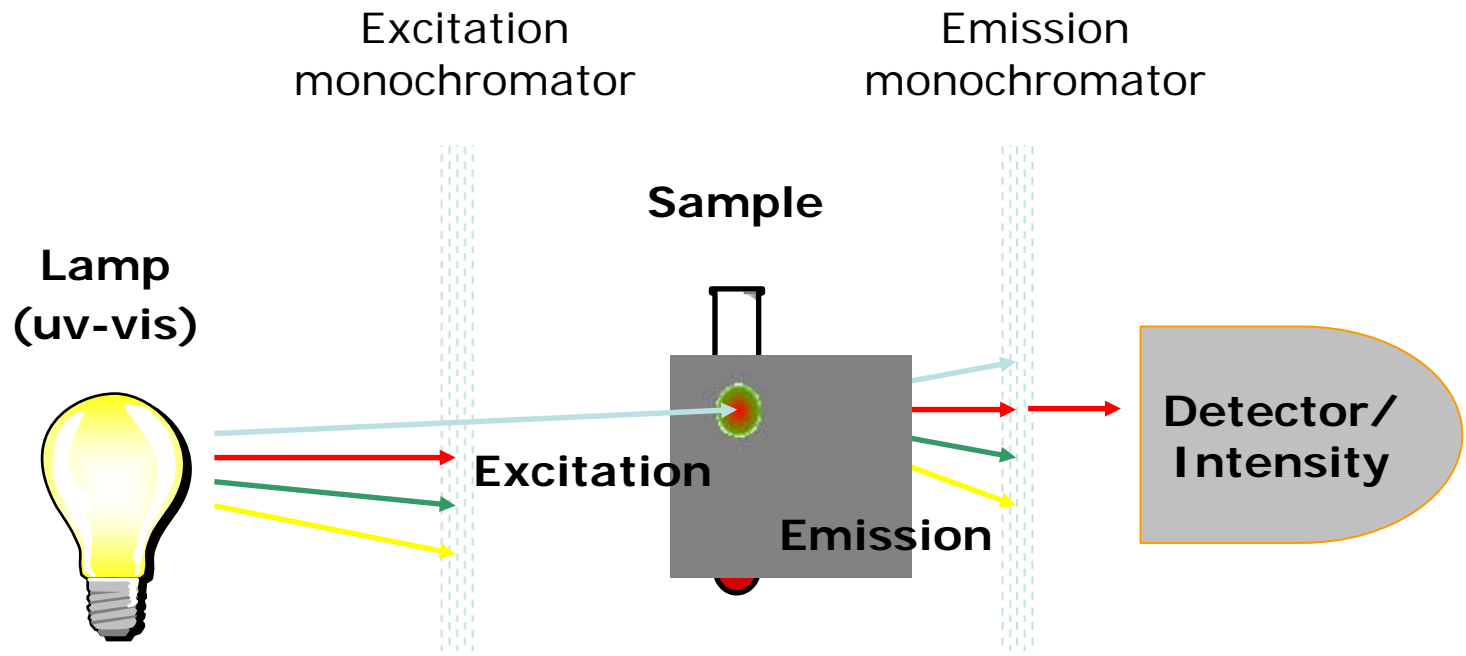 Excitation
monochromator
Emission
monochromator
Sample
Lamp
(uv-vis)
Excitation
Emission
Detector/
Intensity